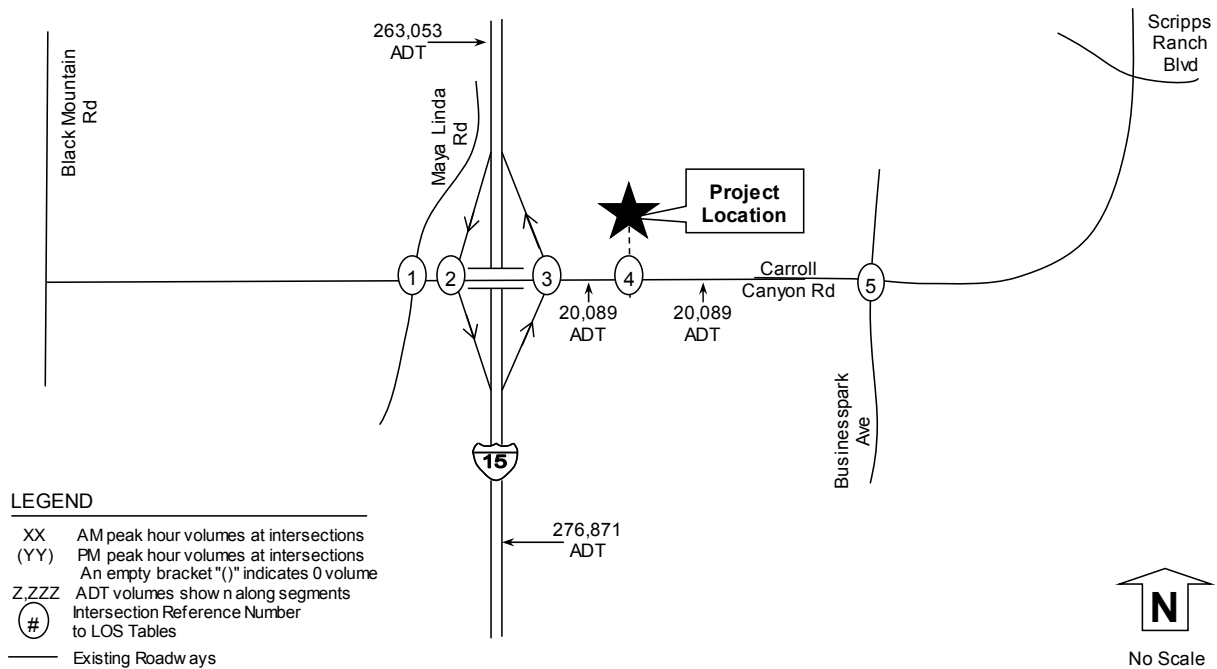 263,053
ADT
Scripps
Ranch
Blvd
Black Mountain
Rd
Maya Linda
Rd
Project
Location
1
2
3
4
5
Carroll
Canyon Rd
20,089
ADT
20,089
ADT
Businesspark
Ave
15
276,871
ADT
LEGEND
XX AM peak hour volumes at intersections
(YY) PM peak hour volumes at intersections
An empty bracket "()" indicates 0 volume
Z,ZZZ ADT volumes shown along segments
# Intersection Reference Number
to LOS Tables
Existing Roadways
N
No Scale